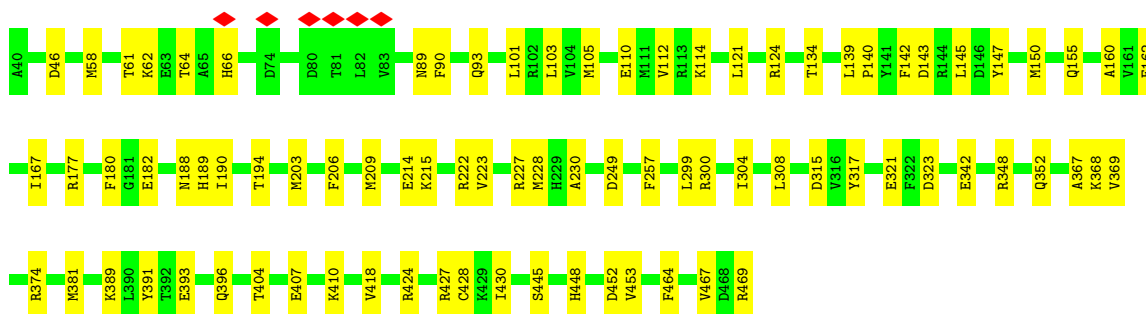 A40 D46 M58 T61 K62 E63 T64 A65 H66 D74 D80 T81 L82 V83 N89 F90 Q93 L101 R102 L103 V104 M105 E110 M111 V112 R113 K114 L121 R124 T134 L139 P140 Y141 F142 D143 R144 L145 D146 Y147 M150 Q155 A160 V161
I167 R177 F180 G181 E182 N188 H189 I190 T194 M203 F206 M209 E214 K215 R222 V223 R227 M228 H229 A230 D249 F257 L299 R300 I304 L308 D315 V316 Y317 E321 F322 D323 E342 R348 Q352 A367 K368 V369
R374 M381 K389 L390 Y391 T392 E393 Q396 T404 E407 K410 V418 R424 R427 C428 K429 I430 S445 H448 D452 V453 F464 V467 D468 R469